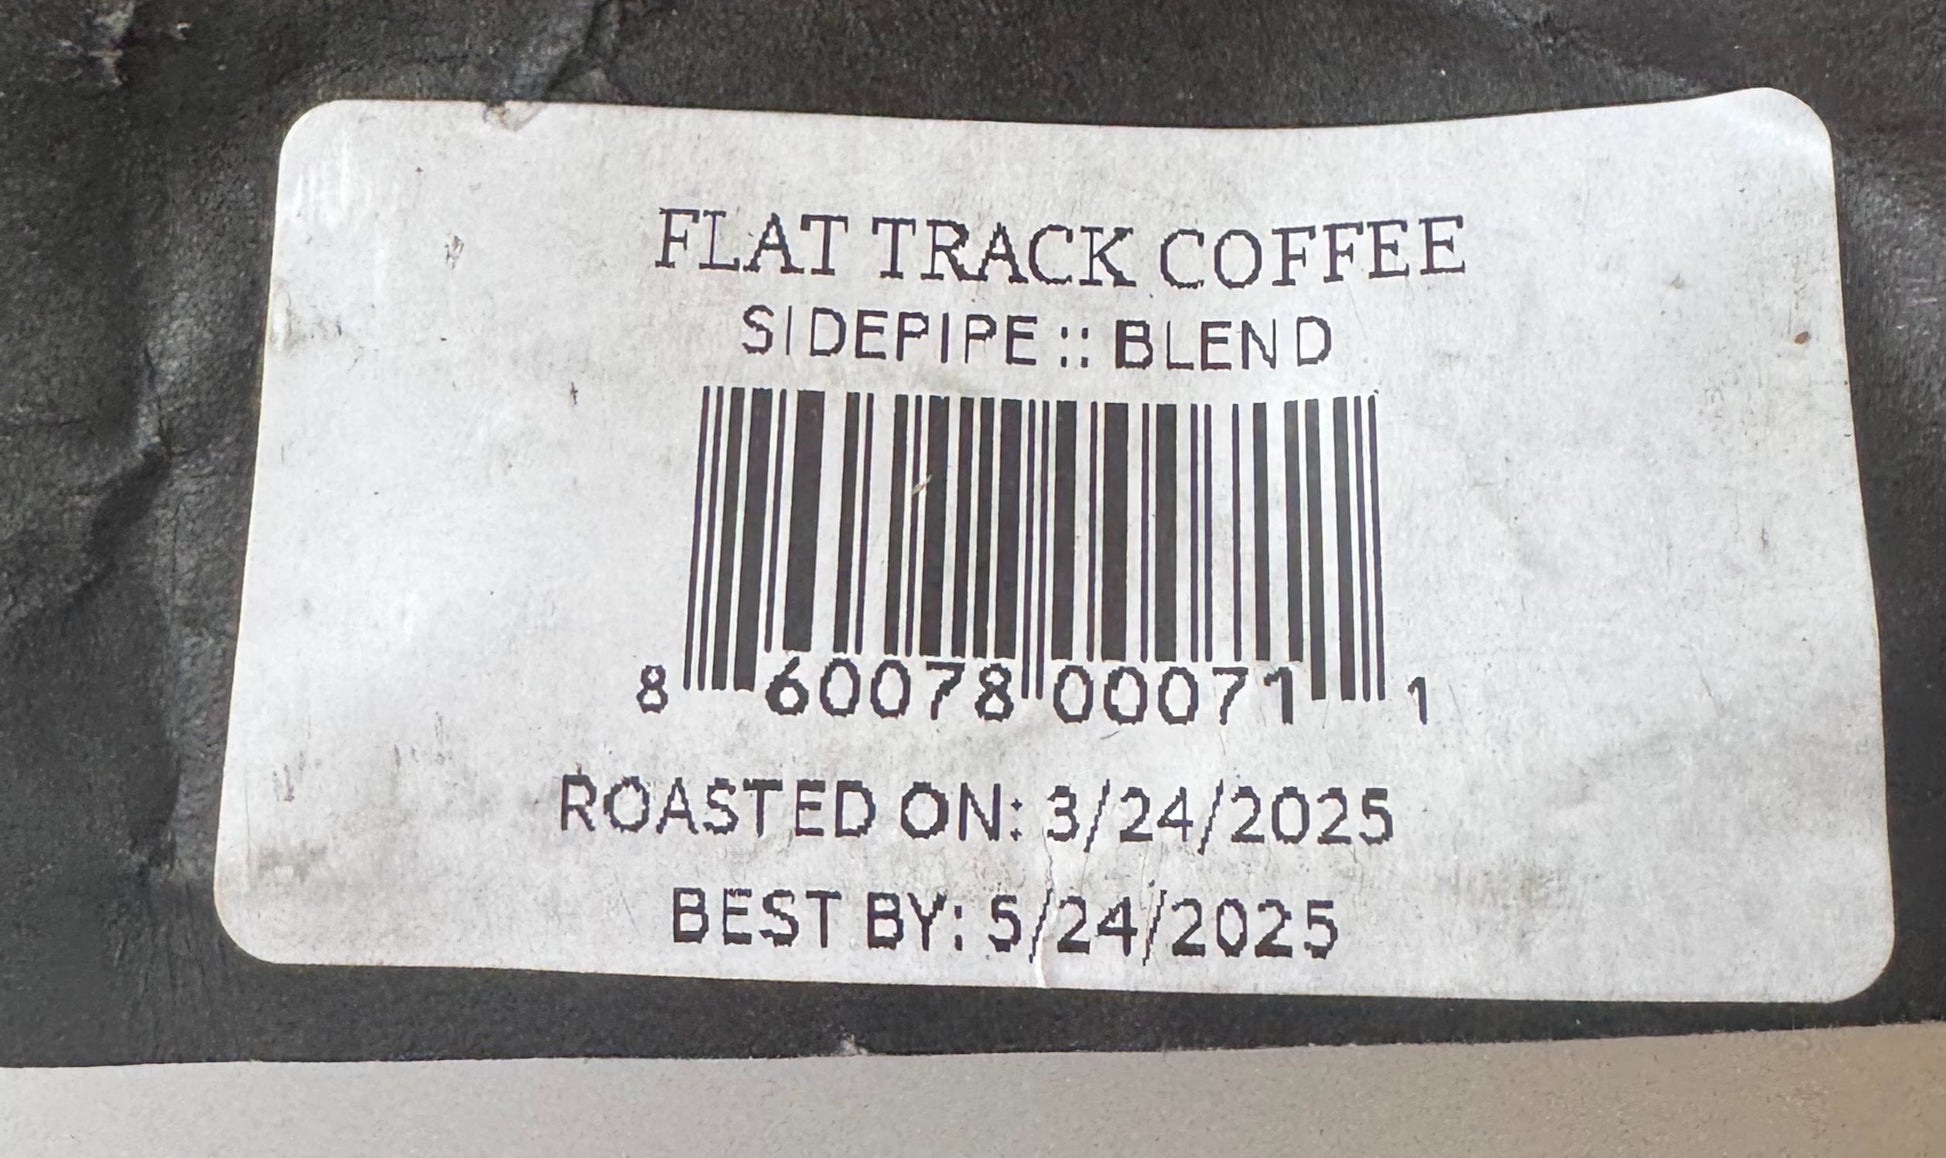 FLAT TRACK COFFEE
SIDEPIPE :: BLEND
8 60078 00071 1
ROASTED ON: 3/24/2025
BEST BY: 5/24/2025